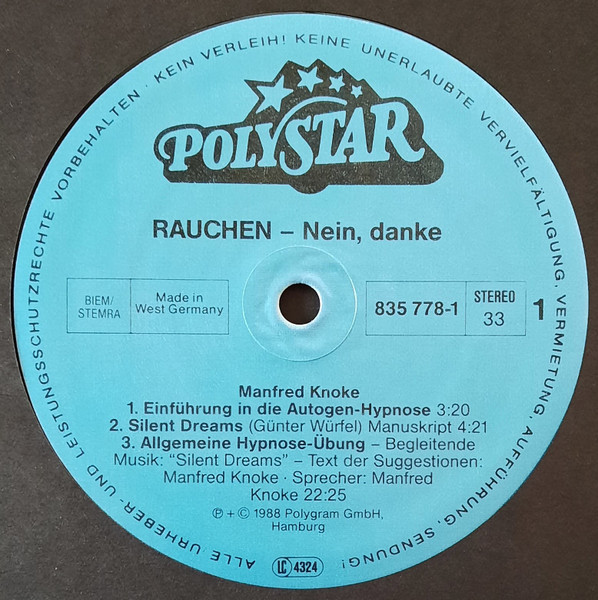 ALLE URHEBER- UND LEISTUNGSSCHUTZRECHTE VORBEHALTEN · KEIN VERLEIH! KEINE UNERLAUBTE VERVIELFÄLTIGUNG, VERMIETUNG, AUFFÜHRUNG, SENDUNG!
POLYSTAR
RAUCHEN – Nein, danke
BIEM/
STEMRA
Made in
West Germany
835 778-1
STEREO
33
1
Manfred Knoke
1. Einführung in die Autogen-Hypnose 3:20
2. Silent Dreams (Günter Würfel) Manuskript 4:21
3. Allgemeine Hypnose-Übung – Begleitende
Musik: “Silent Dreams” – Text der Suggestionen:
Manfred Knoke · Sprecher: Manfred
Knoke 22:25
℗ + © 1988 Polygram GmbH,
Hamburg
LC 4324